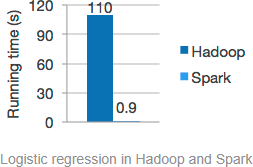 Running time (s)
120
90
60
30
0
110
0.9
Hadoop
Spark
Logistic regression in Hadoop and Spark